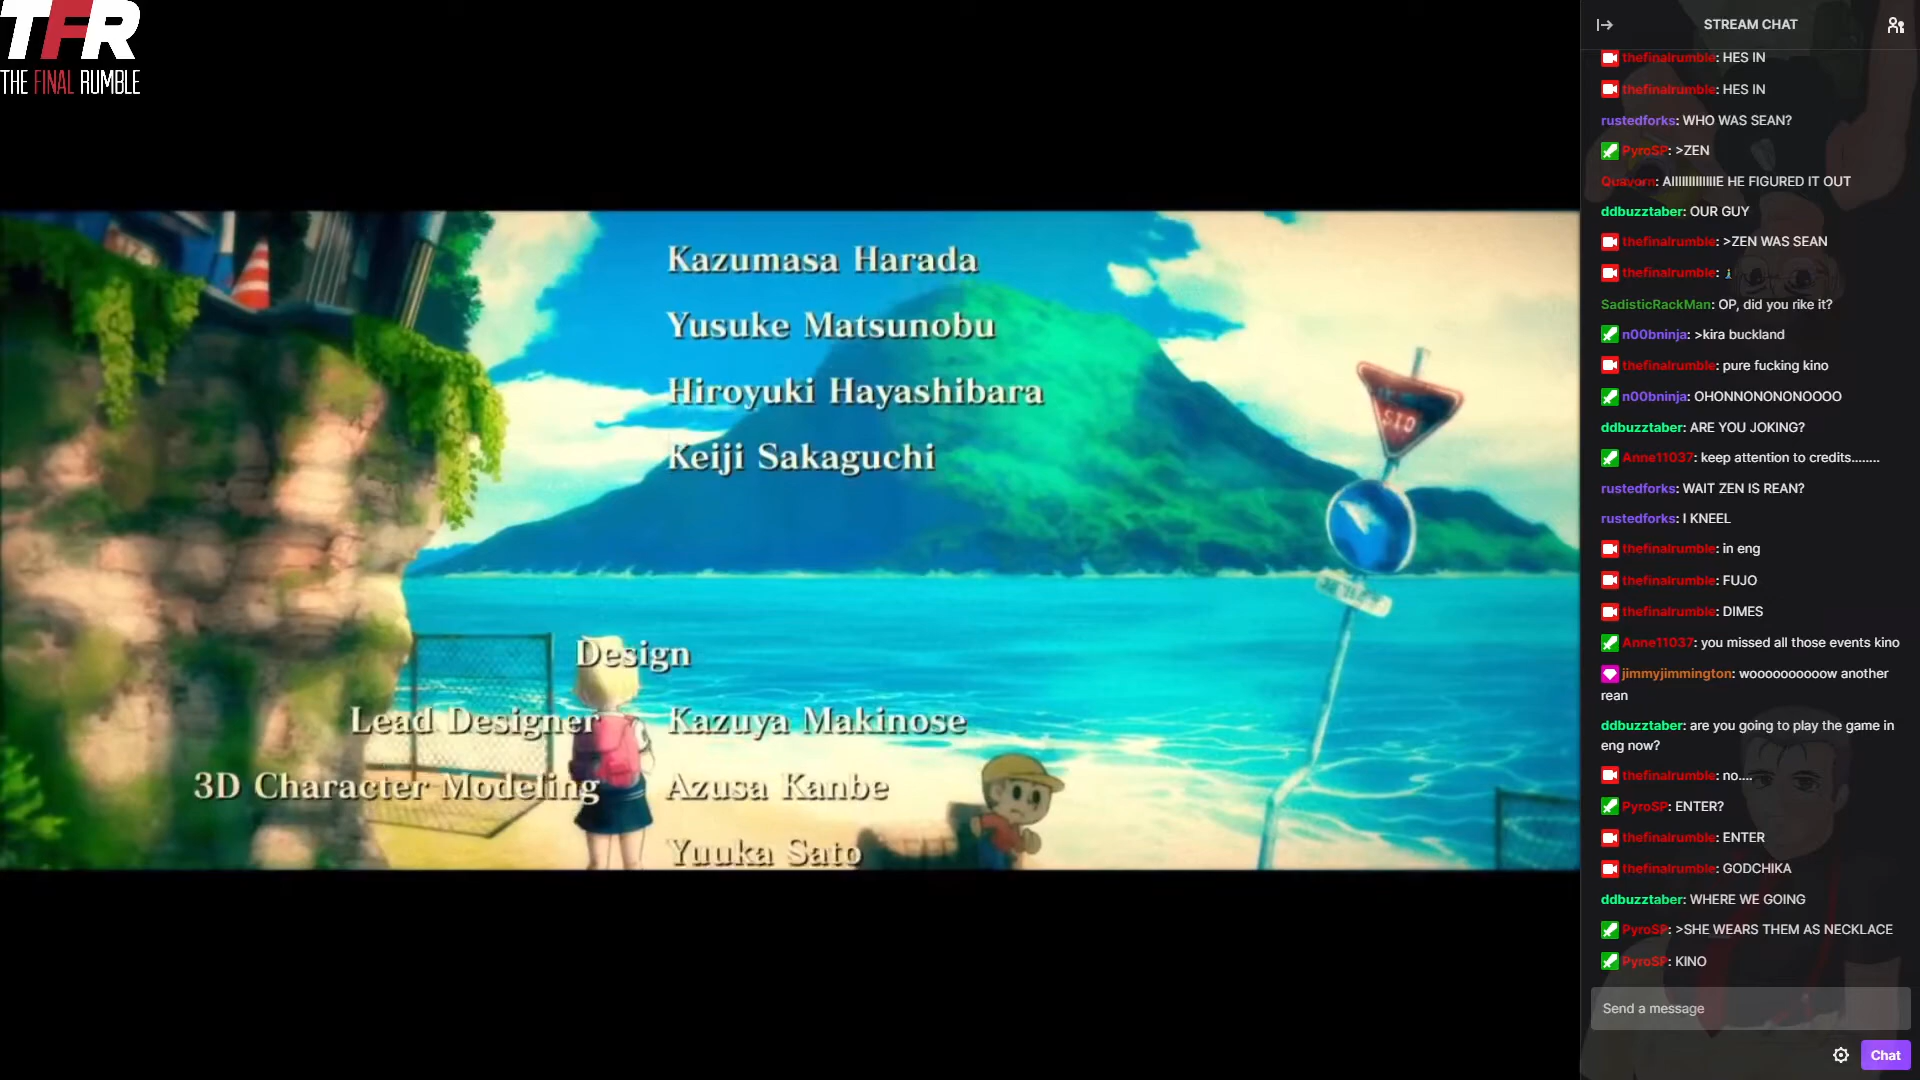 TFR
THE FINAL RUMBLE
Kazumasa Harada
Yusuke Matsunobu
Hiroyuki Hayashibara
Keiji Sakaguchi
Design
Lead Designer Kazuya Makinose
3D Character Modeling Azusa Kanbe
Yuuka Sato
STREAM CHAT
thefinalrumble: HES IN
thefinalrumble: HES IN
rustedforks: WHO WAS SEAN?
PyroSP: >ZEN
HE FIGURED IT OUT
ddbuzztaber: OUR GUY
thefinalrumble: >ZEN WAS SEAN
thefinalrumble:
SadisticRackMan: OP, did you rike it?
n00bninja: >kira buckland
thefinalrumble: pure fucking kino
n00bninja: OHONNONONONOOOO
ddbuzztaber: ARE YOU JOKING?
Anne11037: keep attention to credits........
rustedforks: WAIT ZEN IS REAN?
rustedforks: I KNEEL
thefinalrumble: in eng
thefinalrumble: FUJO
thefinalrumble: DIMES
Anne11037: you missed all those events kino
jimmyjimmington: woooooooooow another
rean
ddbuzztaber: are you going to play the game in
eng now?
thefinalrumble: no....
PyroSP: ENTER?
thefinalrumble: ENTER
thefinalrumble: GODCHIKA
ddbuzztaber: WHERE WE GOING
PyroSP: >SHE WEARS THEM AS NECKLACE
PyroSP: KINO
Send a message
Chat